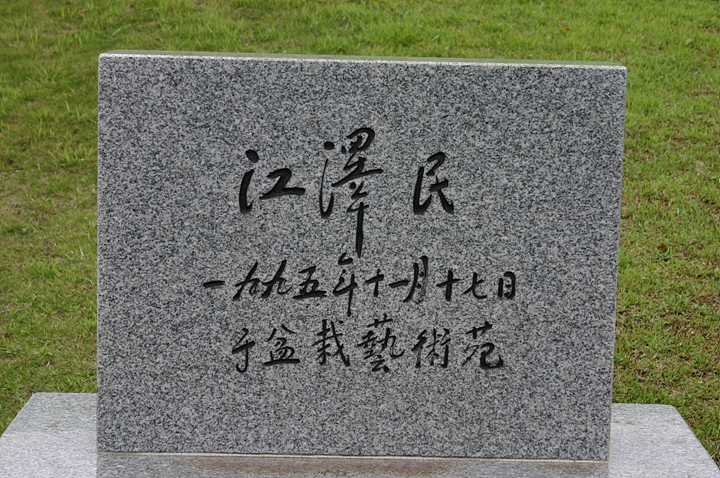 江澤民
一九九五年十一月十七日
于盆栽藝術苑